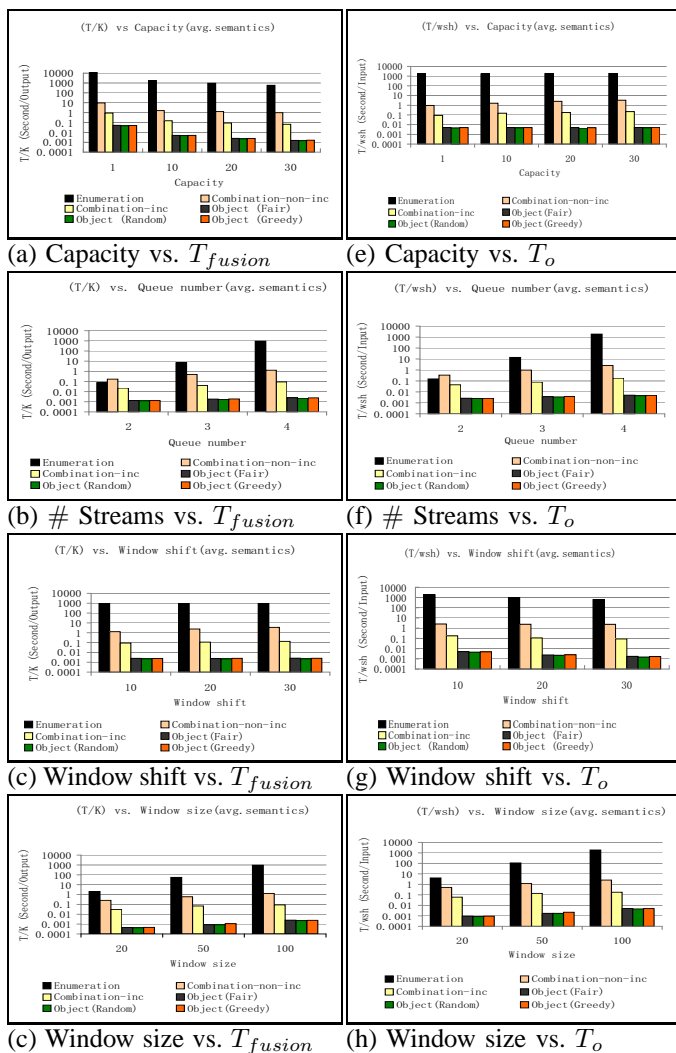 (T/K) vs Capacity(avg.semantics)
T/K (Second/Output)
10000
1000
100
10
1
0.1
0.01
0.001
0.0001
1 10 20 30
Capacity
Enumeration Combination-non-inc
Combination-inc Object(Fair)
Object(Random) Object(Greedy)
(a) Capacity vs. T_fusion
(T/wsh) vs. Capacity(avg.semantics)
T/wsh (Second/Input)
10000
1000
100
10
1
0.1
0.01
0.001
0.0001
1 10 20 30
Capacity
Enumeration Combination-non-inc
Combination-inc Object(Fair)
Object(Random) Object(Greedy)
(e) Capacity vs. T_o
(T/K) vs. Queue number(avg.semantics)
T/K (Second/Output)
10000
1000
100
10
1
0.1
0.01
0.001
0.0001
2 3 4
Queue number
Enumeration Combination-non-inc
Combination-inc Object(Fair)
Object(Random) Object(Greedy)
(b) # Streams vs. T_fusion
(T/wsh) vs. Queue number(avg.semantics)
T/wsh (Second/Input)
10000
1000
100
10
1
0.1
0.01
0.001
0.0001
2 3 4
Queue number
Enumeration Combination-non-inc
Combination-inc Object(Fair)
Object(Random) Object(Greedy)
(f) # Streams vs. T_o
(T/K) vs. Window shift(avg.semantics)
T/K (Second/Output)
10000
1000
100
10
1
0.1
0.01
0.001
0.0001
10 20 30
Window shift
Enumeration Combination-non-inc
Combination-inc Object(Fair)
Object(Random) Object(Greedy)
(c) Window shift vs. T_fusion
(T/wsh) vs. Window shift(avg.semantics)
T/wsh (Second/Input)
10000
1000
100
10
1
0.1
0.01
0.001
0.0001
10 20 30
Window shift
Enumeration Combination-non-inc
Combination-inc Object(Fair)
Object(Random) Object(Greedy)
(g) Window shift vs. T_o
(T/K) vs. Window size(avg.semantics)
T/K (Second/Output)
10000
1000
100
10
1
0.1
0.01
0.001
0.0001
20 50 100
Window size
Enumeration Combination-non-inc
Combination-inc Object(Fair)
Object(Random) Object(Greedy)
(c) Window size vs. T_fusion
(T/wsh) vs. Window size(avg.semantics)
T/wsh (Second/Input)
10000
1000
100
10
1
0.1
0.01
0.001
0.0001
20 50 100
Window size
Enumeration Combination-non-inc
Combination-inc Object(Fair)
Object(Random) Object(Greedy)
(h) Window size vs. T_o